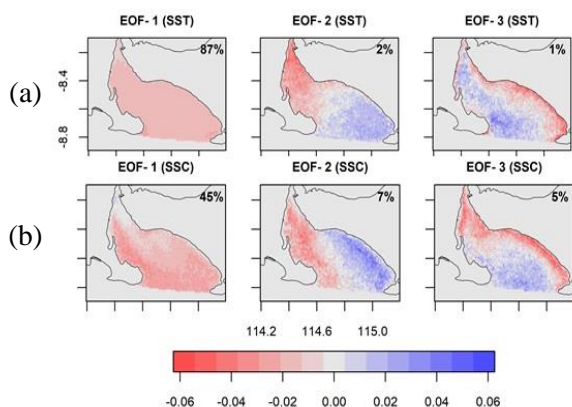 EOF- 1 (SST) EOF- 2 (SST) EOF- 3 (SST)
(a) -8.4 -8.8 87% 2% 1%
EOF- 1 (SSC) EOF- 2 (SSC) EOF- 3 (SSC)
(b) 45% 7% 5%
114.2 114.6 115.0
-0.06 -0.04 -0.02 0.00 0.02 0.04 0.06